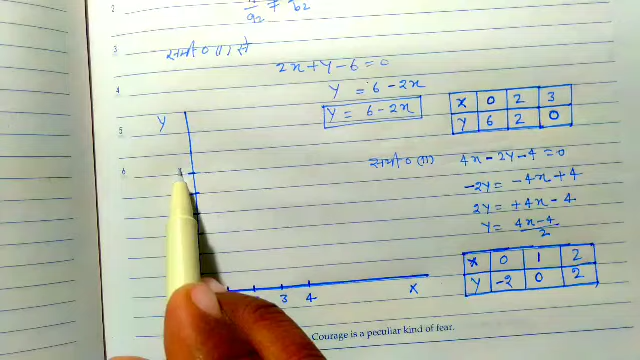 2
a2 ≠ b2
3
समी० (I) से
2x+y-6=0
4
y = 6-2x
y = 6-2x
x 0 2 3
y 6 2 0
Y
5
6
समी० (II) 4x-2y-4=0
-2y = -4x+4
2y = +4x-4
y = 4x-4
2
x 0 1 2
y -2 0 2
3 4 X
Courage is a peculiar kind of fear.